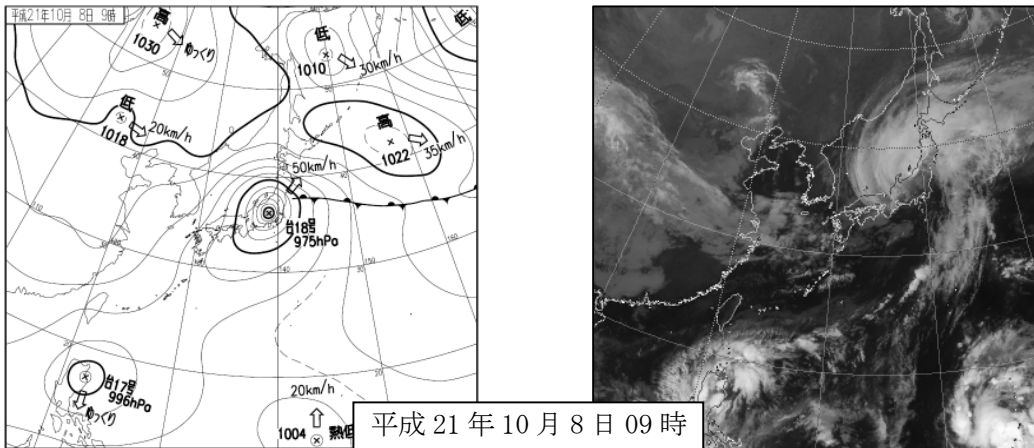 平成21年10月 8日 9時
高
1030
ゆっくり
低
1010
30km/h
低
低
1018
20km/h
高
1022
35km/h
50km/h
台18号
975hPa
台17号
996hPa
ゆっくり
20km/h
1004
熱低
平成 21 年 10 月 8 日 09 時